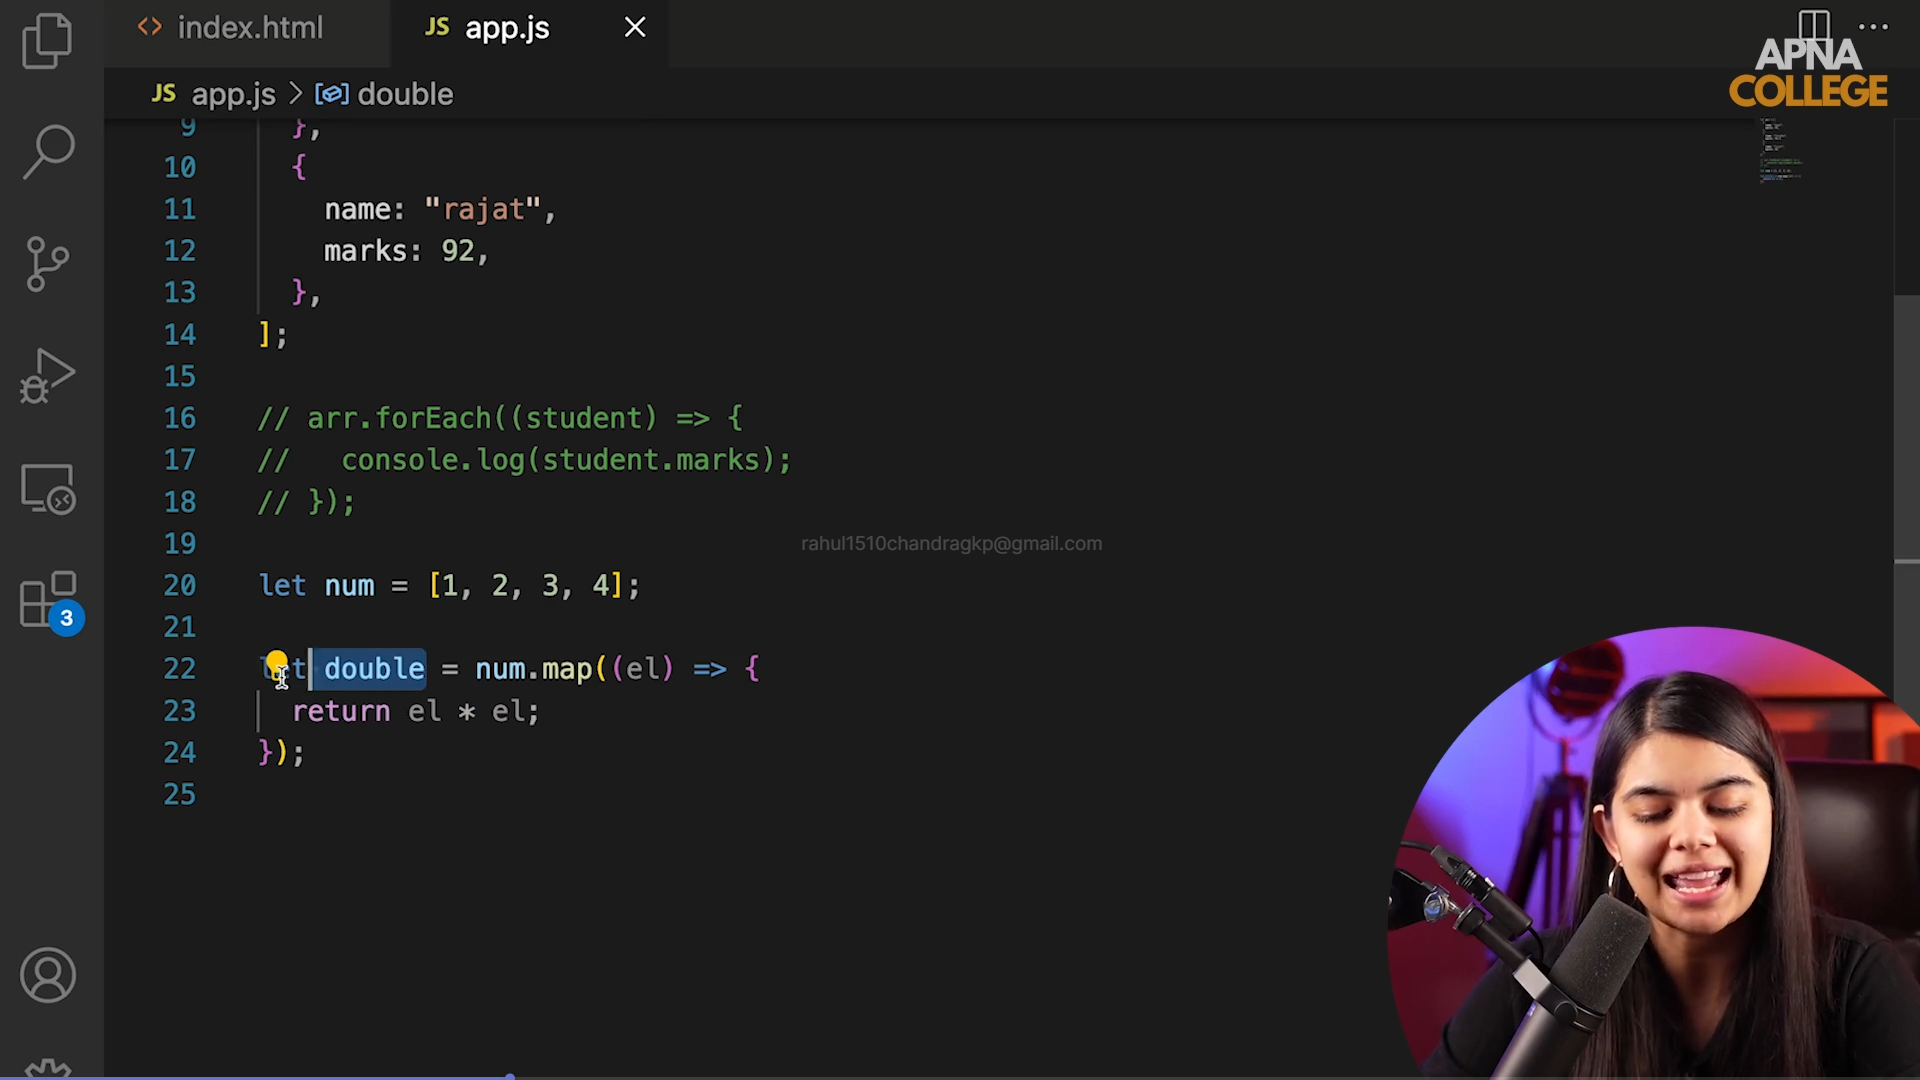 index.html
JS app.js
APNA
COLLEGE
JS app.js > double
9 },
10 {
11 name: "rajat",
12 marks: 92,
13 },
14 ];
15
16 // arr.forEach((student) => {
17 //   console.log(student.marks);
18 // });
19
rahul1510chandragkp@gmail.com
20 let num = [1, 2, 3, 4];
21
3
22 let double = num.map((el) => {
23 return el * el;
24 });
25